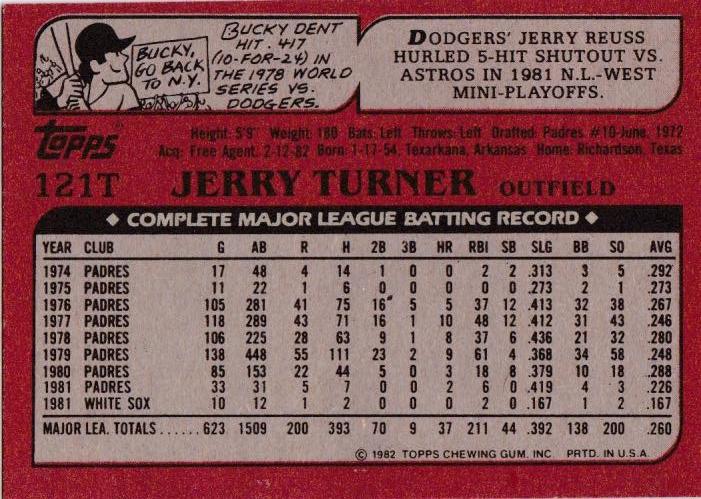 BUCKY, GO BACK TO N.Y.
BUCKY DENT
HIT .417
(10-FOR-24) IN
THE 1978 WORLD
SERIES VS.
DODGERS.
DODGERS' JERRY REUSS
HURLED 5-HIT SHUTOUT VS.
ASTROS IN 1981 N.L.-WEST
MINI-PLAYOFFS.
TOPPS
Height: 5'9" Weight: 180 Bats: Left Throws: Left Drafted: Padres #10-June, 1972
Acq: Free Agent, 2-12-82 Born: 1-17-54, Texarkana, Arkansas Home: Richardson, Texas
121T JERRY TURNER OUTFIELD
◆ COMPLETE MAJOR LEAGUE BATTING RECORD ◆
YEAR CLUB G AB R H 2B 3B HR RBI SB SLG BB SO AVG
1974 PADRES 17 48 4 14 1 0 0 2 2 .313 3 5 .292
1975 PADRES 11 22 1 6 0 0 0 0 0 .273 2 1 .273
1976 PADRES 105 281 41 75 16 5 5 37 12 .413 32 38 .267
1977 PADRES 118 289 43 71 16 1 10 48 12 .412 31 43 .246
1978 PADRES 106 225 28 63 9 1 8 37 6 .436 21 32 .280
1979 PADRES 138 448 55 111 23 2 9 61 4 .368 34 58 .248
1980 PADRES 85 153 22 44 5 0 3 18 8 .379 10 18 .288
1981 PADRES 33 31 5 7 0 0 2 6 0 .419 4 3 .226
1981 WHITE SOX 10 12 1 2 0 0 0 2 0 .167 1 2 .167
MAJOR LEA. TOTALS...... 623 1509 200 393 70 9 37 211 44 .392 138 200 .260
© 1982 TOPPS CHEWING GUM, INC. PRTD. IN U.S.A.